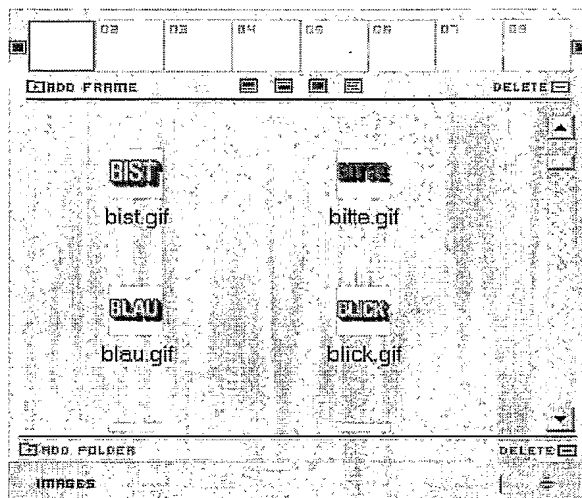 02 03 04 05 06 07 08
ADD FRAME DELETE
BIST BITTE
bist.gif bitte.gif
BLAU BLICK
blau.gif blick.gif
ADD FOLDER DELETE
IMAGES